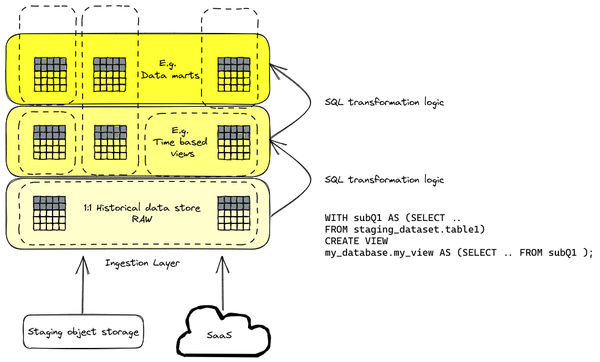 E.g.
Data marts
SQL transformation logic
E.g.
Time based
views
SQL transformation logic
1:1 Historical data store
RAW
WITH subQ1 AS (SELECT ..
FROM staging_dataset.table1)
CREATE VIEW
my_database.my_view AS (SELECT .. FROM subQ1 );
Ingestion Layer
Staging object storage
SaaS